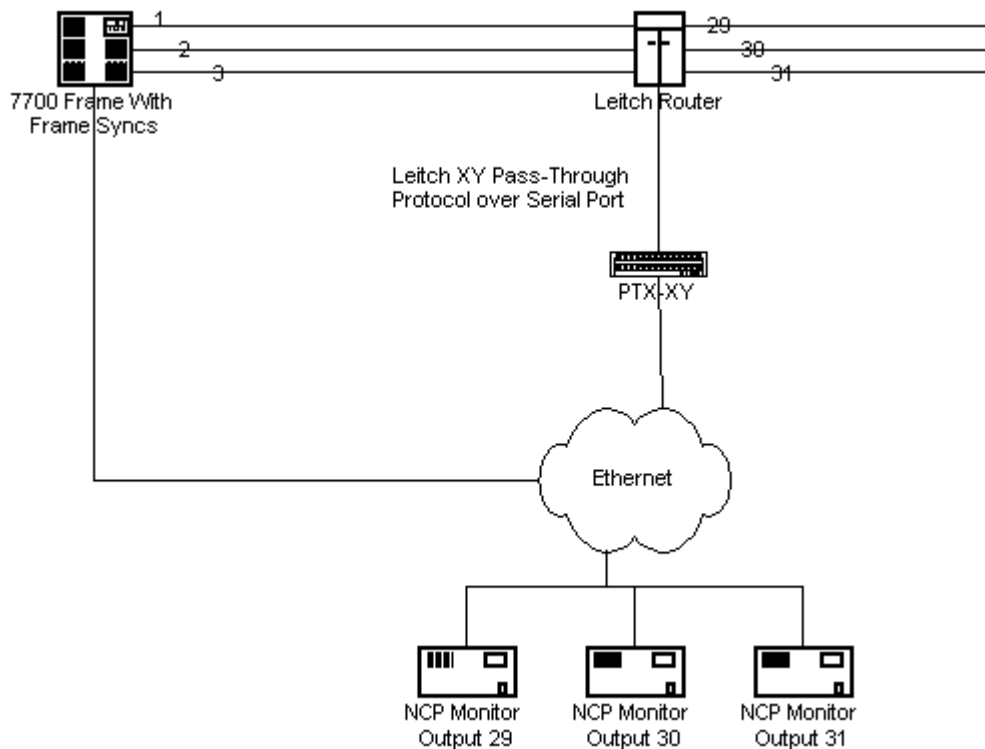 1
29
2
30
3
31
7700 Frame With
Frame Syncs
Leitch Router
Leitch XY Pass-Through
Protocol over Serial Port
PTX-XY
Ethernet
NCP Monitor
Output 29
NCP Monitor
Output 30
NCP Monitor
Output 31